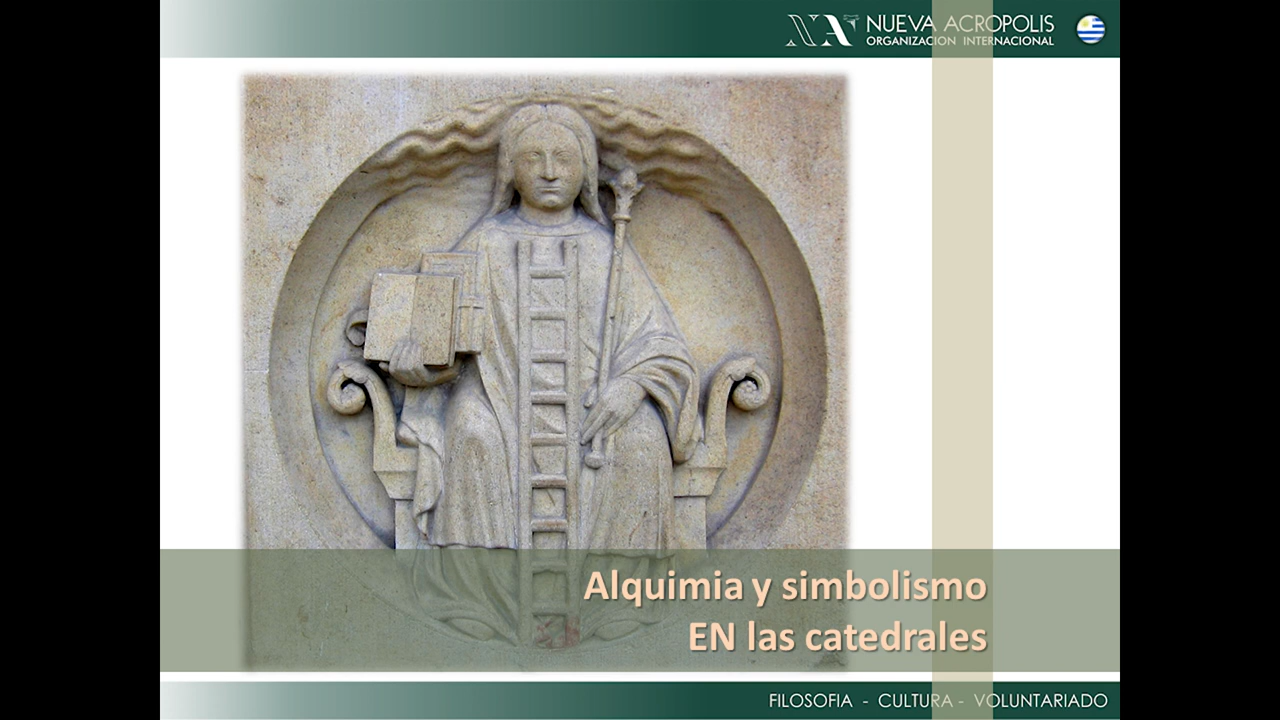 NUEVA ACROPOLIS
ORGANIZACION INTERNACIONAL
Alquimia y simbolismo
EN las catedrales
FILOSOFIA - CULTURA - VOLUNTARIADO